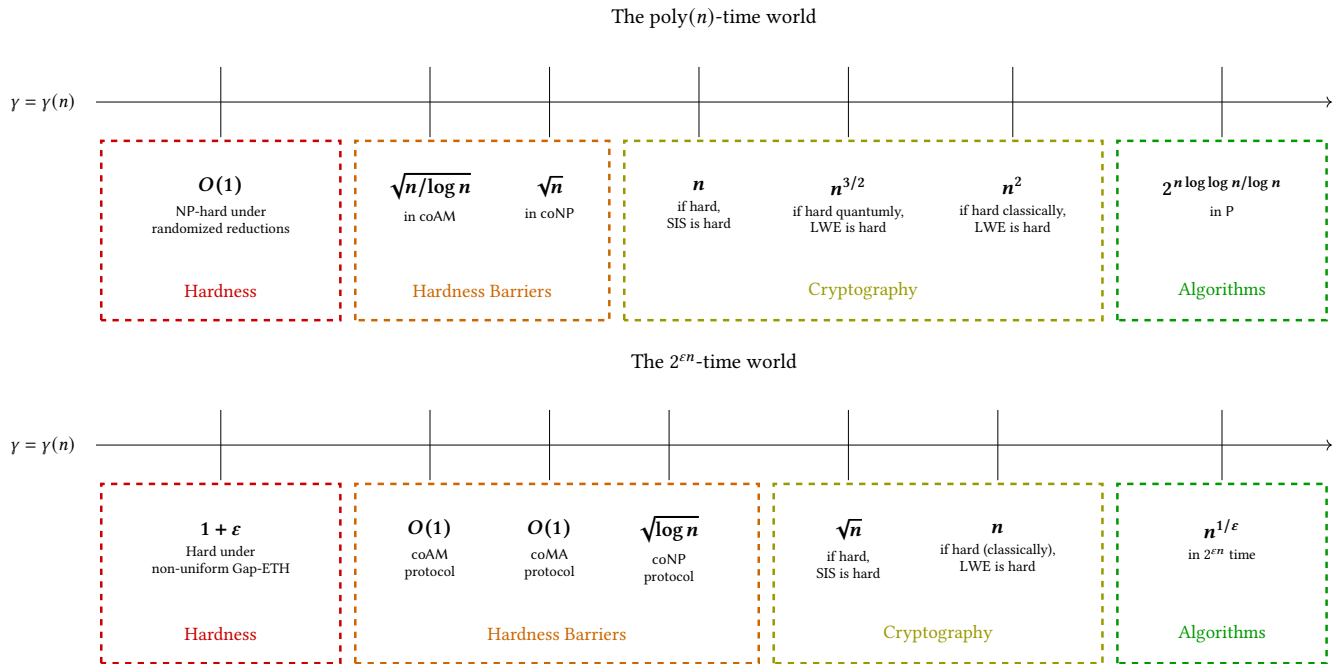 The poly(n)-time world
γ = γ(n)
O(1)
NP-hard under
randomized reductions
Hardness
√n/log n
in coAM
√n
in coNP
Hardness Barriers
n
if hard,
SIS is hard
n^{3/2}
if hard quantumly,
LWE is hard
n^2
if hard classically,
LWE is hard
Cryptography
2^{n log log n/log n}
in P
Algorithms
The 2^{εn}-time world
γ = γ(n)
1 + ε
Hard under
non-uniform Gap-ETH
Hardness
O(1)
coAM
protocol
O(1)
coMA
protocol
√log n
coNP
protocol
Hardness Barriers
√n
if hard,
SIS is hard
n
if hard (classically),
LWE is hard
Cryptography
n^{1/ε}
in 2^{εn} time
Algorithms